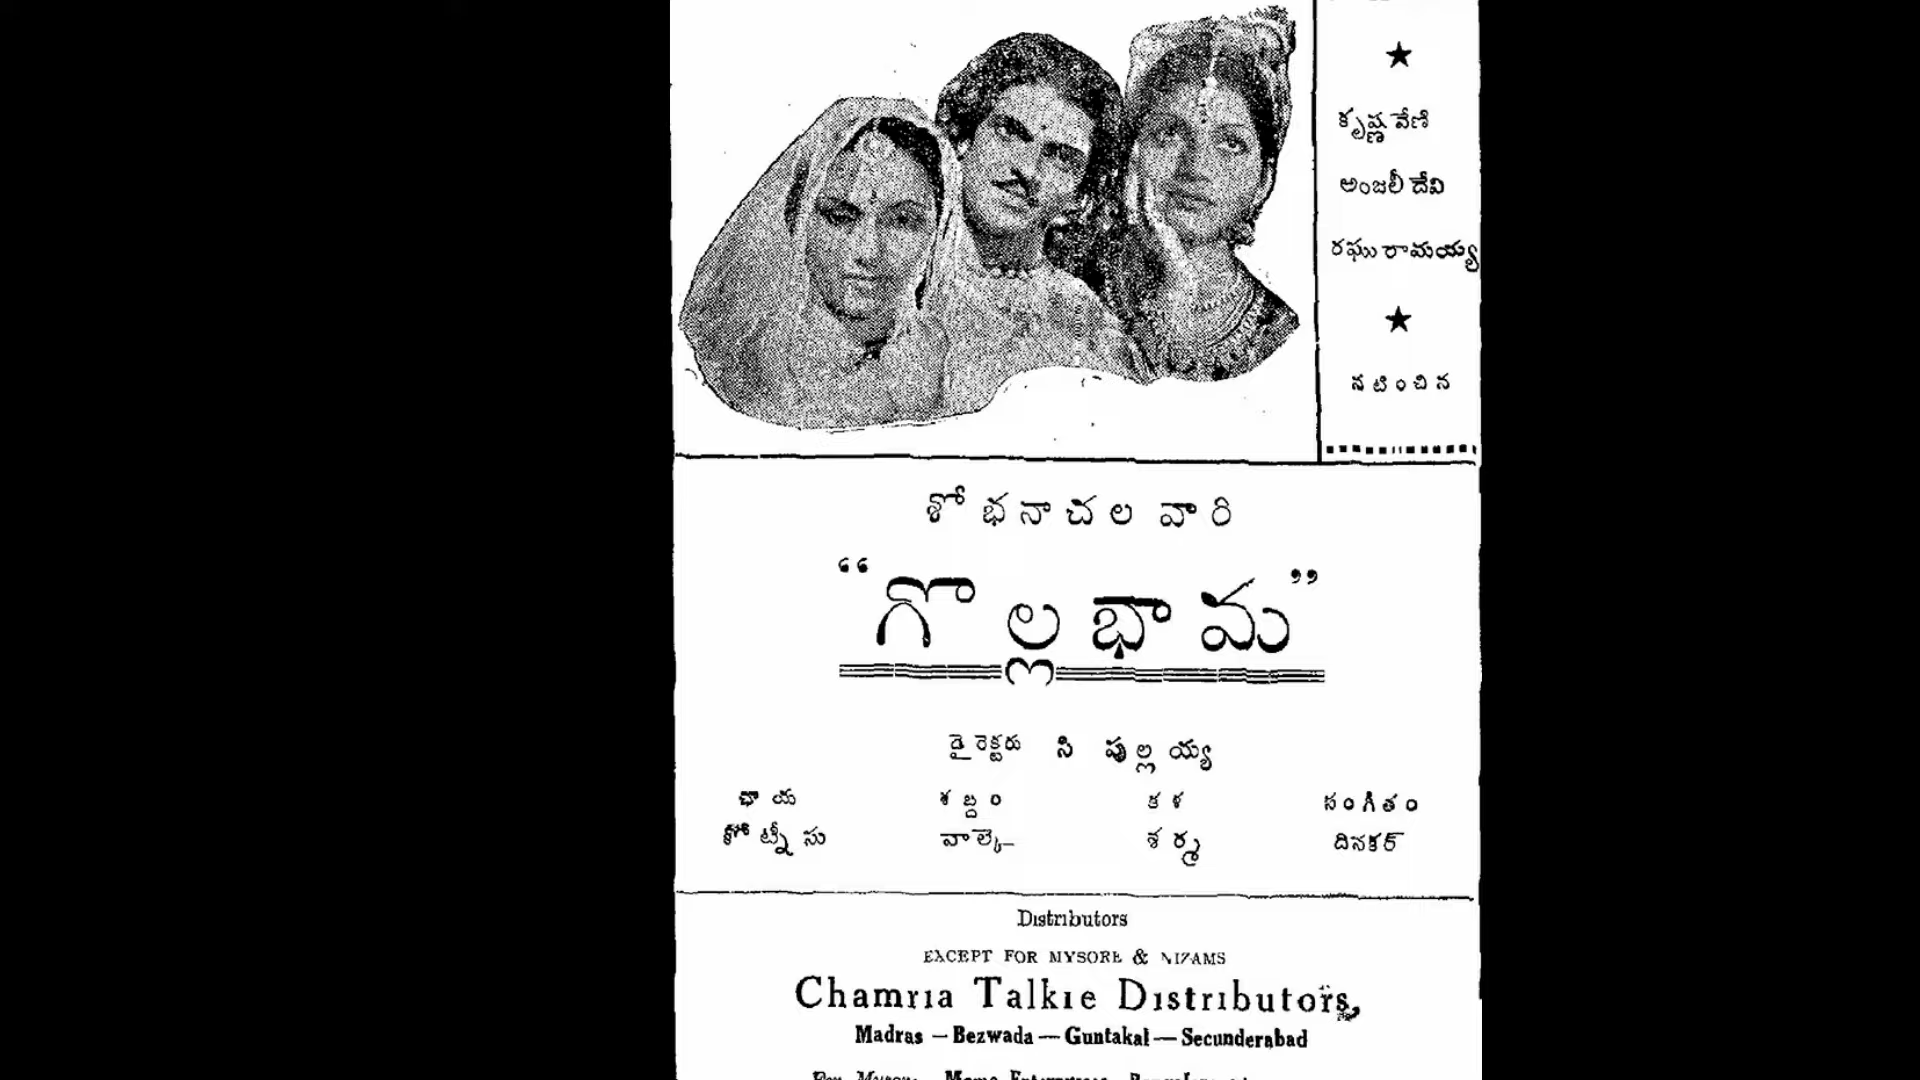 ★
కృష్ణవేణి
అంజలీదేవి
రఘురామయ్య
★
నటించిన
శోభనాచల వారి
“గొల్లభామ”
డైరెక్టరు సి పుల్లయ్య
ఛాయ శబ్దం కళ సంగీతం
కోట్నీసు వాల్కె శర్మ దినకర్
Distributors
EXCEPT FOR MYSORE & NIZAMS
Chamria Talkie Distributors,
Madras — Bezwada — Guntakal — Secunderabad